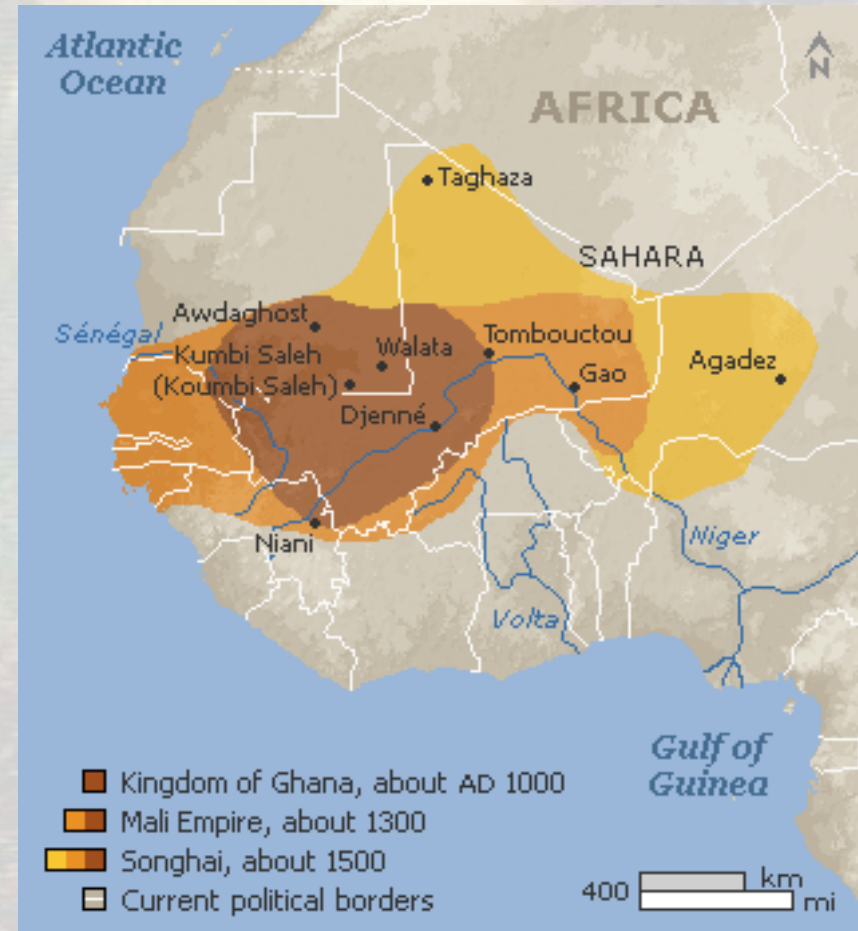 Atlantic
Ocean
N
AFRICA
Taghaza
SAHARA
Awdaghost
Sénégal
Tombouctou
Walata
Kumbi Saleh
(Koumbi Saleh)
Gao
Agadez
Djenné
Niani
Niger
Volta
Gulf of
Guinea
Kingdom of Ghana, about AD 1000
Mali Empire, about 1300
Songhai, about 1500
Current political borders
400 km
mi